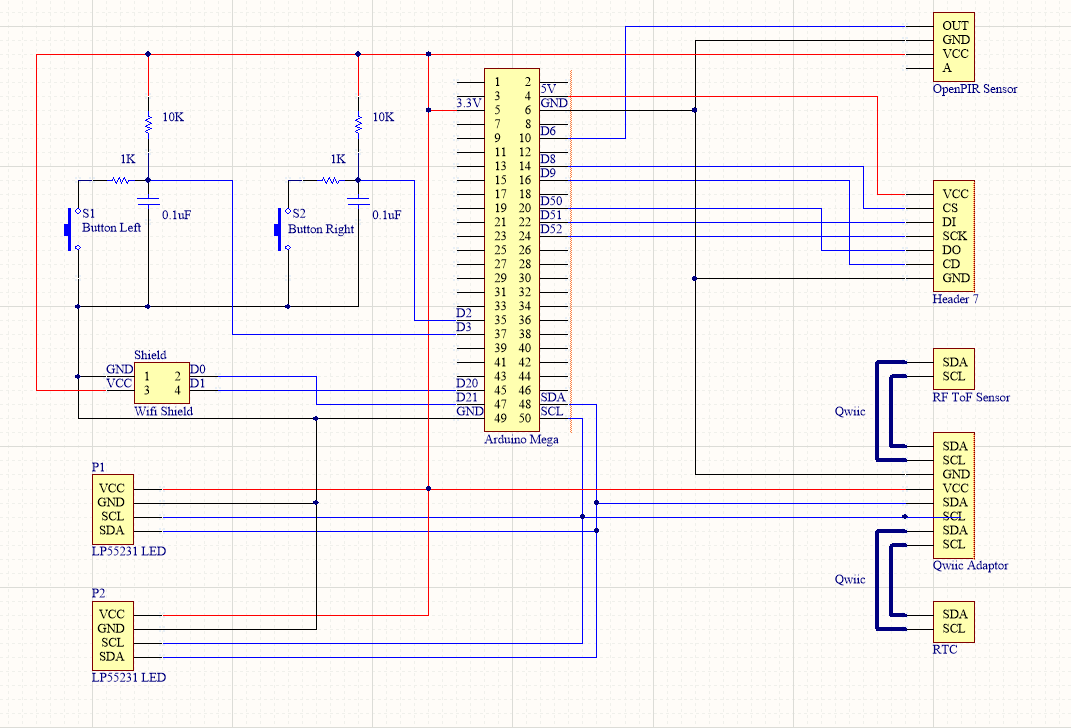 OUT
GND
VCC
A
OpenPIR Sensor
10K
10K
1K
1K
0.1uF
0.1uF
S1
Button Left
S2
Button Right
1 2
3 4 5V
3.3V 5 6 GND
7 8
9 10 D6
11 12
13 14 D8
15 16 D9
17 18
19 20 D50
21 22 D51
23 24 D52
25 26
27 28
29 30
31 32
33 34
D2 35 36
D3 37 38
39 40
41 42
43 44
D20 45 46
D21 47 48 SDA
GND 49 50 SCL
Arduino Mega
VCC
CS
DI
SCK
DO
CD
GND
Header 7
Shield
GND 1 2 D0
VCC 3 4 D1
Wifi Shield
SDA
SCL
RF ToF Sensor
Qwiic
SDA
SCL
GND
VCC
SDA
SCL
SDA
SCL
Qwiic Adaptor
Qwiic
SDA
SCL
RTC
P1
VCC
GND
SCL
SDA
LP55231 LED
P2
VCC
GND
SCL
SDA
LP55231 LED